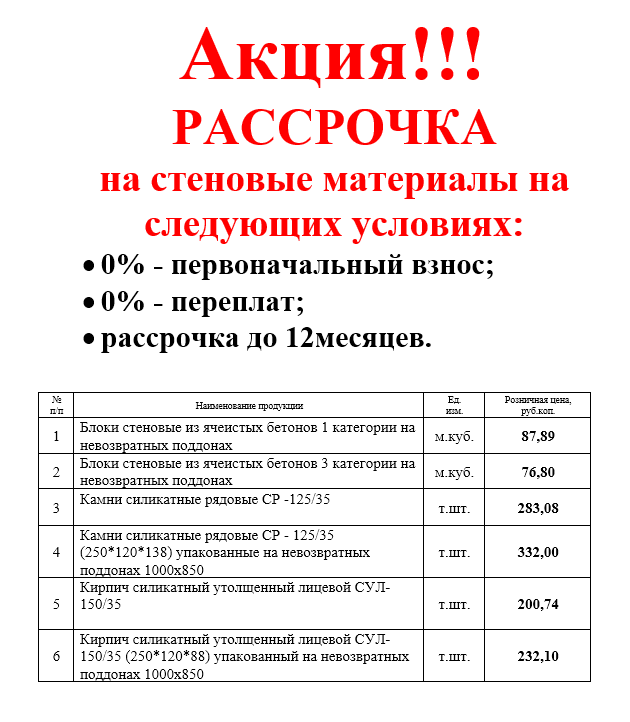 Акция!!!
РАССРОЧКА
на стеновые материалы на
следующих условиях:
• 0% - первоначальный взнос;
• 0% - переплат;
• рассрочка до 12месяцев.
№ п/п Наименование продукции Ед. изм. Розничная цена, руб.коп.
1 Блоки стеновые из ячеистых бетонов 1 категории на
невозвратных поддонах м.куб. 87,89
2 Блоки стеновые из ячеистых бетонов 3 категории на
невозвратных поддонах м.куб. 76,80
3 Камни силикатные рядовые СР -125/35 т.шт. 283,08
4 Камни силикатные рядовые СР - 125/35
(250*120*138) упакованные на невозвратных
поддонах 1000х850 т.шт. 332,00
5 Кирпич силикатный утолщенный лицевой СУЛ-
150/35 т.шт. 200,74
6 Кирпич силикатный утолщенный лицевой СУЛ-
150/35 (250*120*88) упакованный на невозвратных
поддонах 1000х850 т.шт. 232,10